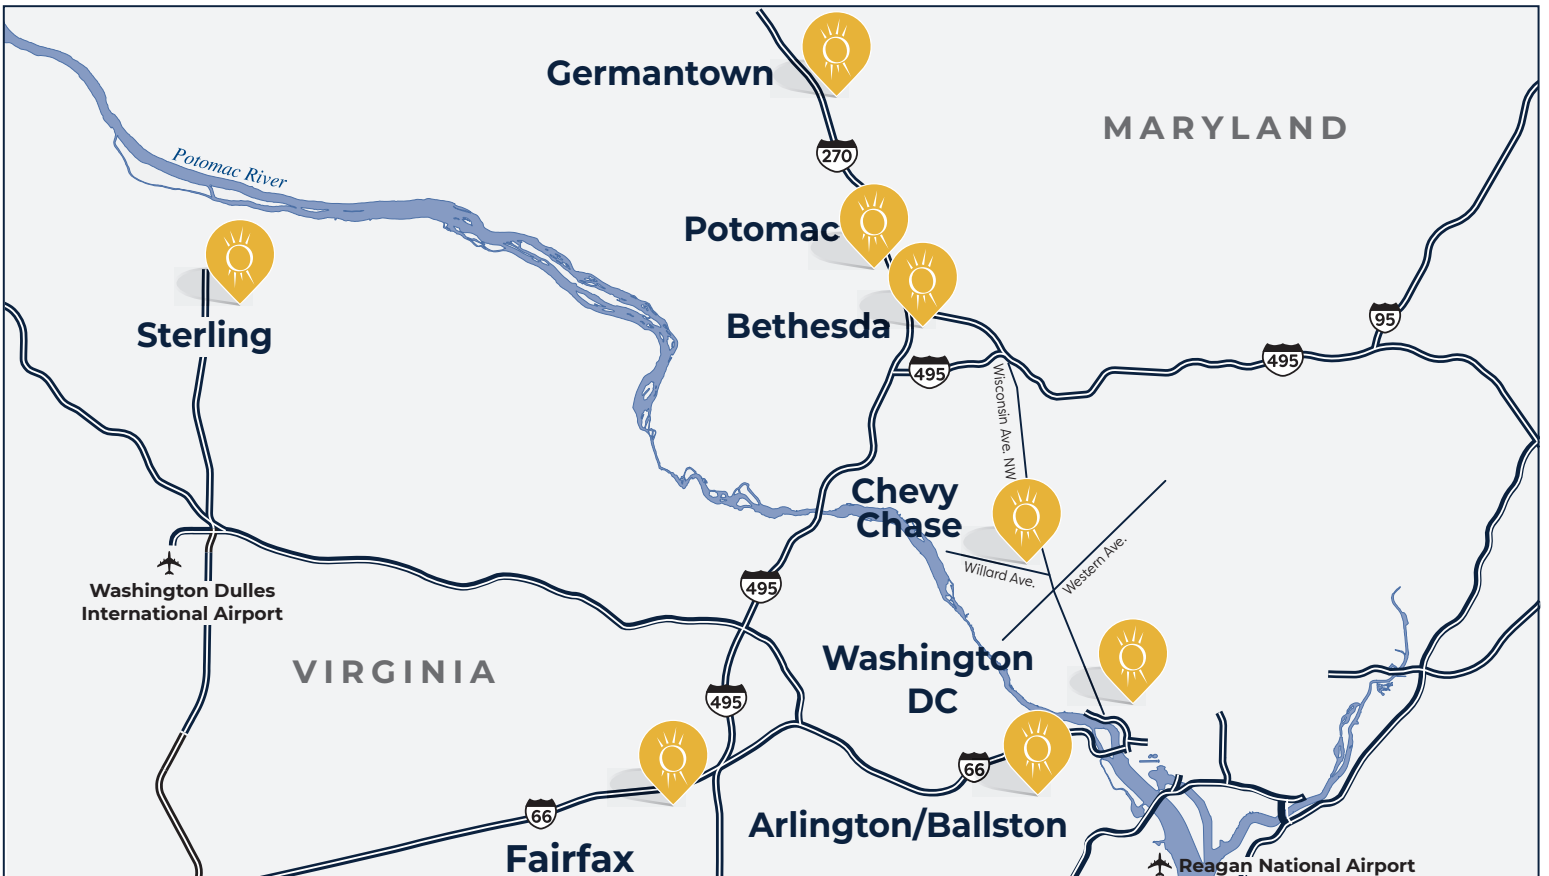 Germantown
MARYLAND
270
Potomac River
Potomac
Sterling
Bethesda
95
495
495
Wisconsin Ave. NW
Chevy
Chase
Western Ave.
Willard Ave.
495
Washington Dulles
International Airport
VIRGINIA
Washington
DC
495
66
66
Arlington/Ballston
Fairfax
Reagan National Airport